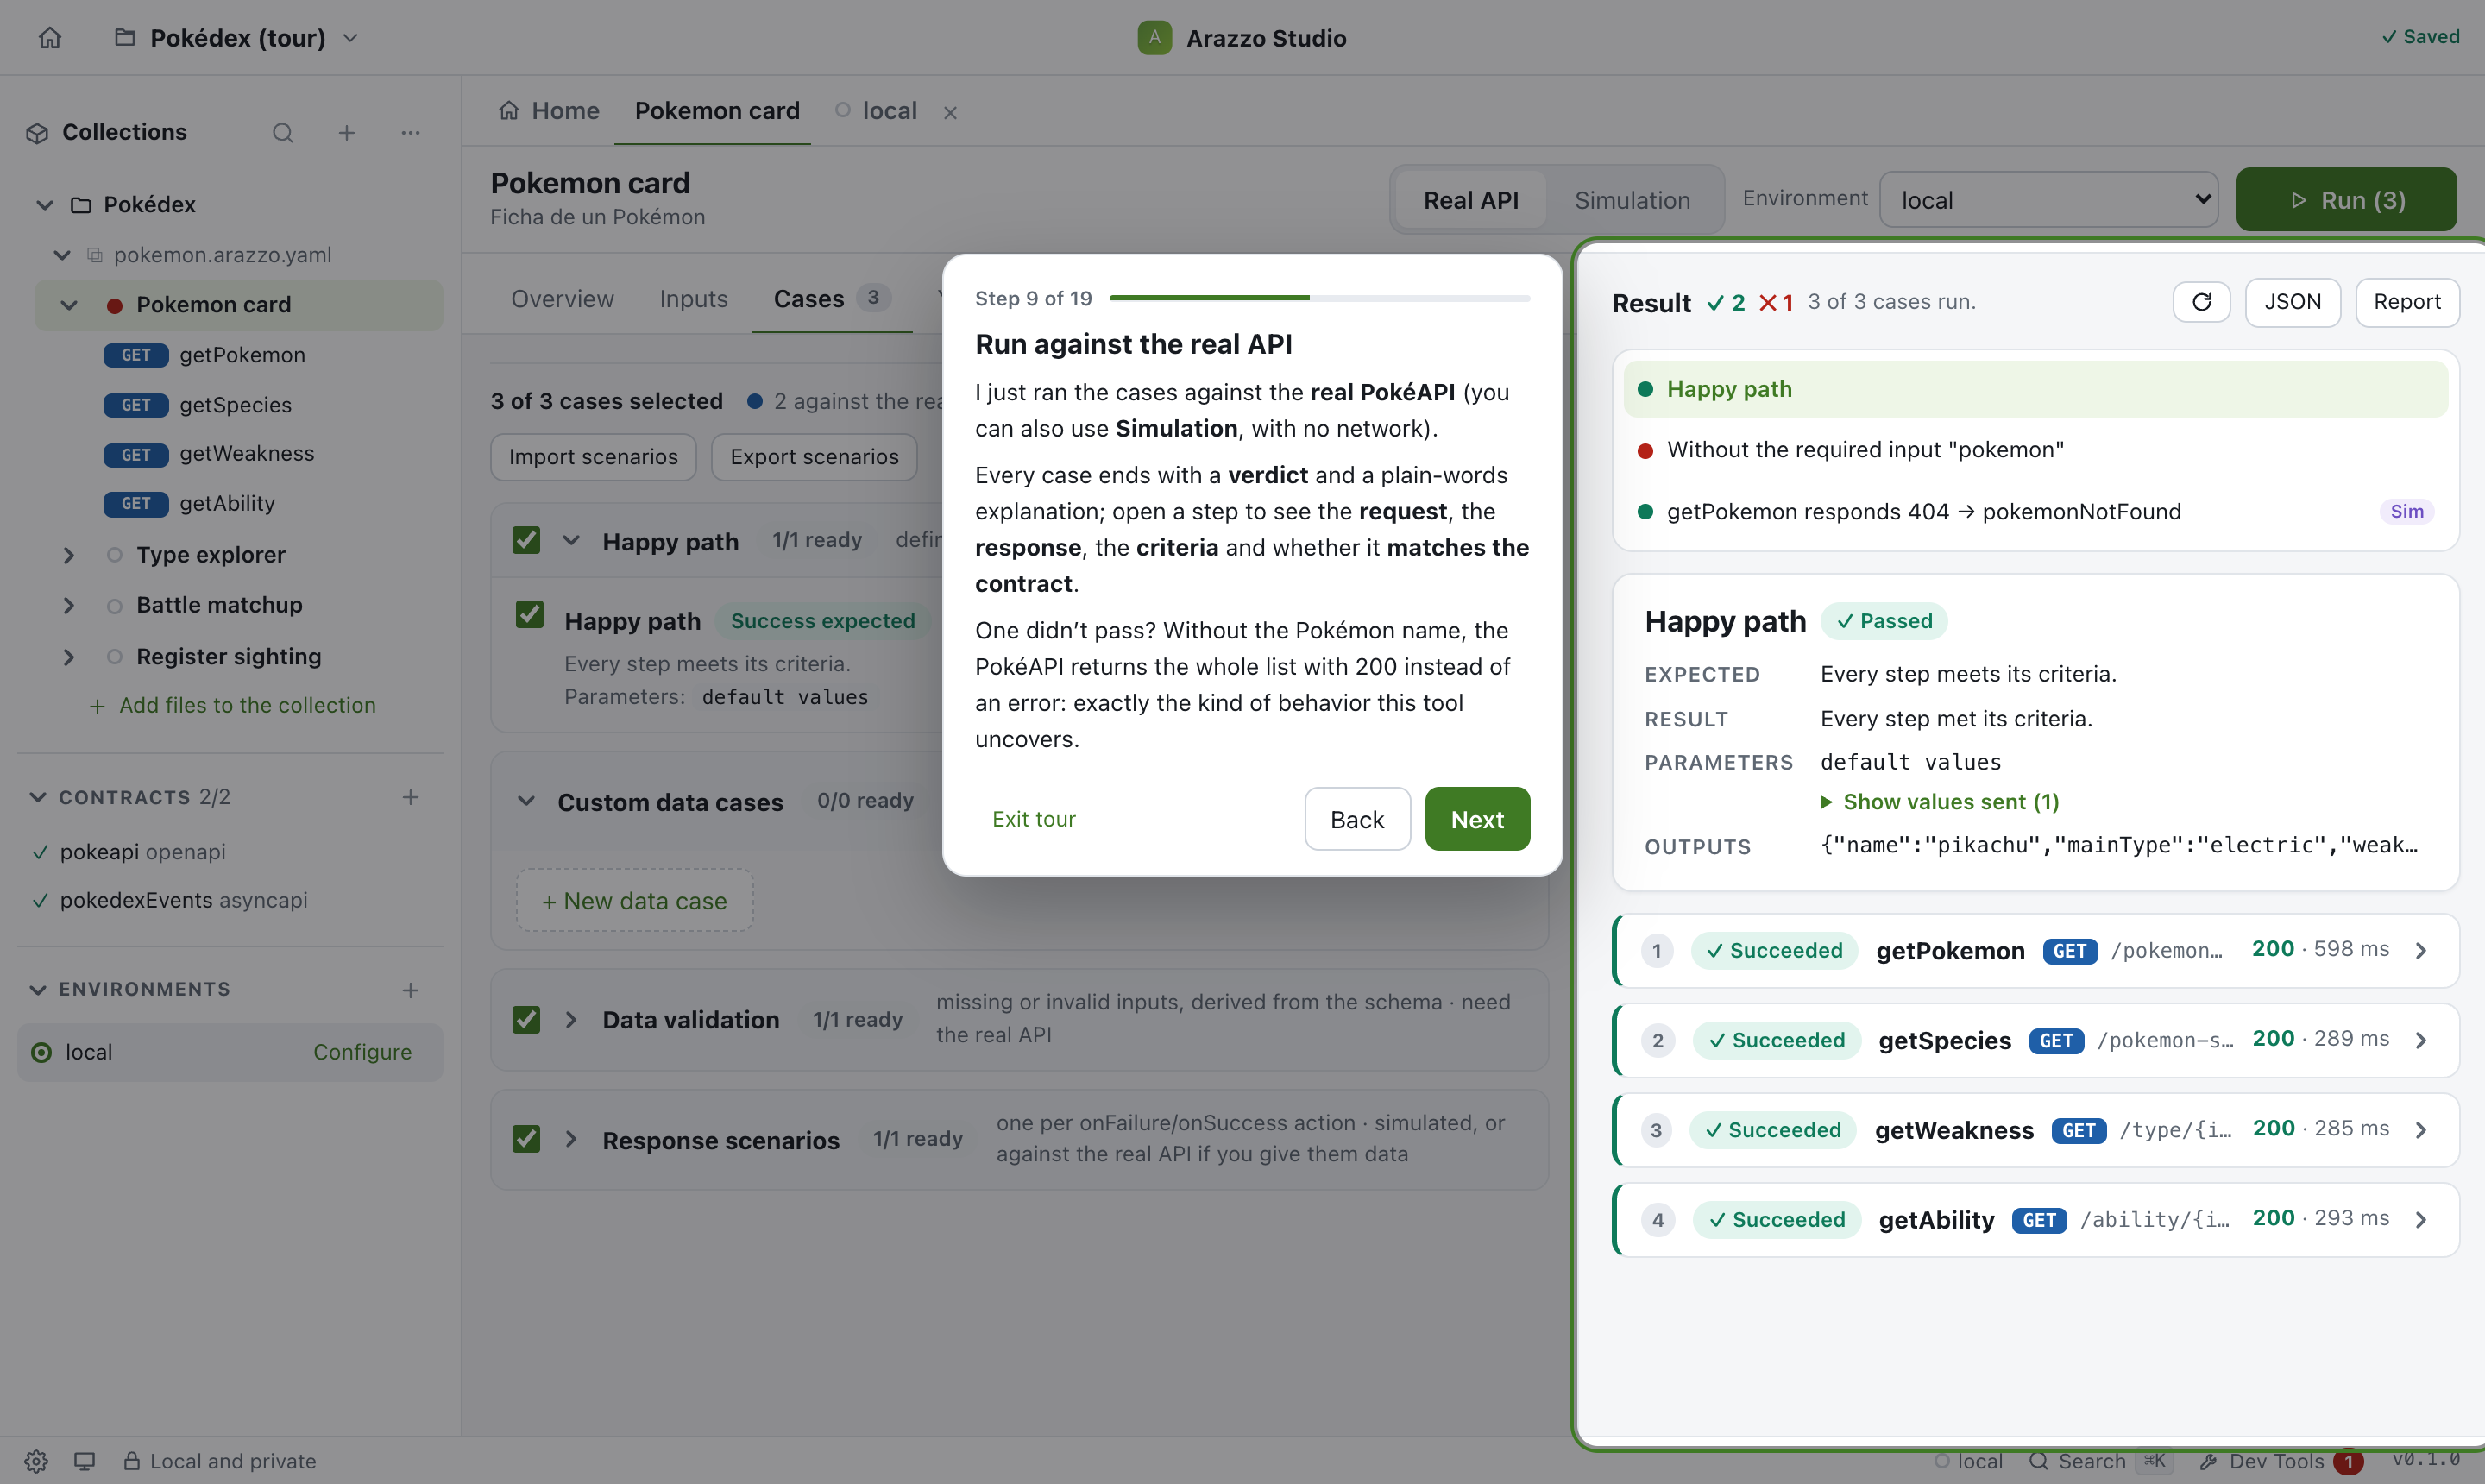 Pokédex (tour)
A Arazzo Studio
Saved
Collections
Pokédex
pokemon.arazzo.yaml
Pokemon card
GET getPokemon
GET getSpecies
GET getWeakness
GET getAbility
Type explorer
Battle matchup
Register sighting
+ Add files to the collection
CONTRACTS 2/2
pokeapi openapi
pokedexEvents asyncapi
ENVIRONMENTS
local Configure
Home
Pokemon card
local
Pokemon card
Ficha de un Pokémon
Real API Simulation
Environment local
Run (3)
Overview Inputs Cases 3
3 of 3 cases selected 2 against the rea
Import scenarios Export scenarios
Happy path 1/1 ready defin
Happy path Success expected
Every step meets its criteria.
Parameters: default values
Custom data cases 0/0 ready
+ New data case
Data validation 1/1 ready
missing or invalid inputs, derived from the schema · need
the real API
Response scenarios 1/1 ready
one per onFailure/onSuccess action · simulated, or
against the real API if you give them data
Step 9 of 19
Run against the real API
I just ran the cases against the real PokéAPI (you
can also use Simulation, with no network).
Every case ends with a verdict and a plain-words
explanation; open a step to see the request, the
response, the criteria and whether it matches the
contract.
One didn’t pass? Without the Pokémon name, the
PokéAPI returns the whole list with 200 instead of
an error: exactly the kind of behavior this tool
uncovers.
Exit tour Back Next
Result 2 1 3 of 3 cases run.
JSON Report
Happy path
Without the required input "pokemon"
getPokemon responds 404 → pokemonNotFound Sim
Happy path Passed
EXPECTED Every step meets its criteria.
RESULT Every step met its criteria.
PARAMETERS default values
Show values sent (1)
OUTPUTS {"name":"pikachu","mainType":"electric","weak…
1 Succeeded getPokemon GET /pokemon… 200 · 598 ms
2 Succeeded getSpecies GET /pokemon-s… 200 · 289 ms
3 Succeeded getWeakness GET /type/{i… 200 · 285 ms
4 Succeeded getAbility GET /ability/{i… 200 · 293 ms
Local and private
local Search ⌘K Dev Tools 1 v0.1.0